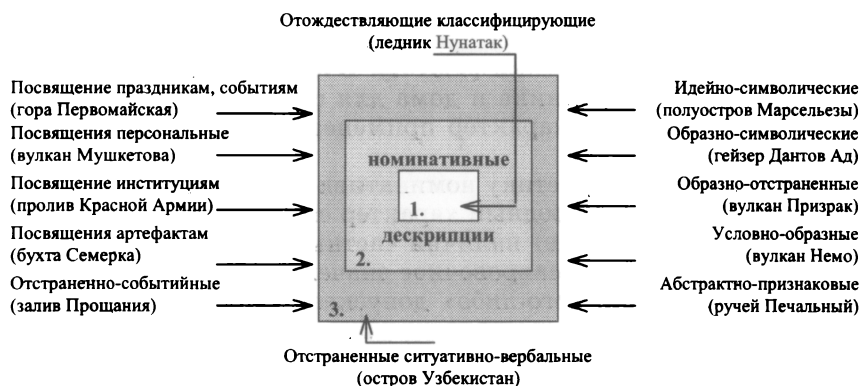 Отождествляющие классифицирующие
(ледник Нунатак)
Посвящение праздникам, событиям
(гора Первомайская)
Посвящения персональные
(вулкан Мушкетова)
Посвящение институциям
(пролив Красной Армии)
Посвящения артефактам
(бухта Семерка)
Отстраненно-событийные
(залив Прощания)
номинативные
1.
дескрипции
2.
3.
Идейно-символические
(полуостров Марсельезы)
Образно-символические
(гейзер Дантов Ад)
Образно-отстраненные
(вулкан Призрак)
Условно-образные
(вулкан Немо)
Абстрактно-признаковые
(ручей Печальный)
Отстраненные ситуативно-вербальные
(остров Узбекистан)